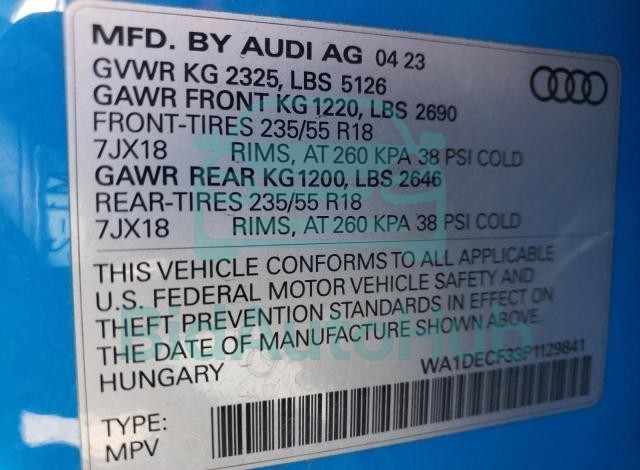 MFD. BY AUDI AG 04 23
GVWR KG 2325, LBS 5126
GAWR FRONT KG 1220, LBS 2690
FRONT-TIRES 235/55 R18
7JX18 RIMS, AT 260 KPA 38 PSI COLD
GAWR REAR KG 1200, LBS 2646
REAR-TIRES 235/55 R18
7JX18 RIMS, AT 260 KPA 38 PSI COLD
THIS VEHICLE CONFORMS TO ALL APPLICABLE
U.S. FEDERAL MOTOR VEHICLE SAFETY AND
THEFT PREVENTION STANDARDS IN EFFECT ON
THE DATE OF MANUFACTURE SHOWN ABOVE.
HUNGARY WA1DECF33P1129841
TYPE:
MPV
BidAutoHub